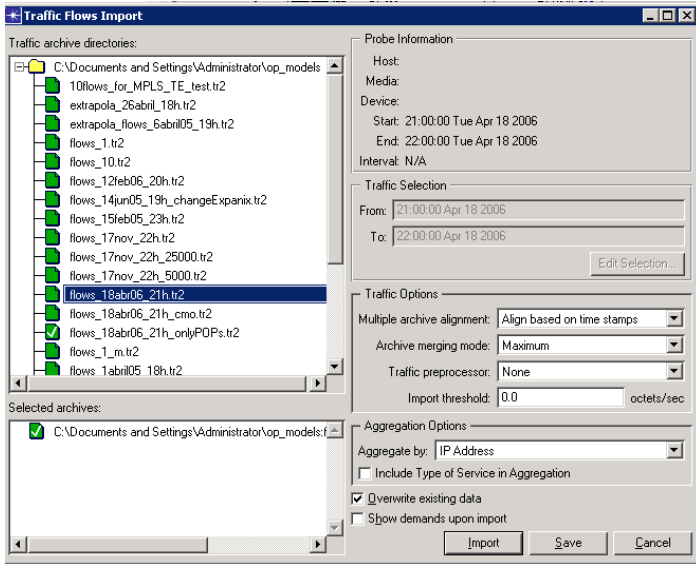 Traffic Flows Import
Traffic archive directories:
C:\Documents and Settings\Administrator\op_models
10flows_for_MPLS_TE_test.tr2
extrapola_26abril_18h.tr2
extrapola_flows_6abril05_19h.tr2
flows_1.tr2
flows_10.tr2
flows_12feb06_20h.tr2
flows_14jun05_19h_changeExpanix.tr2
flows_15feb05_23h.tr2
flows_17nov_22h.tr2
flows_17nov_22h_25000.tr2
flows_17nov_22h_5000.tr2
flows_18abr06_21h.tr2
flows_18abr06_21h_cmo.tr2
flows_18abr06_21h_onlyPOPs.tr2
flows_1_m.tr2
flows_1abril05_18h.tr2
Selected archives:
C:\Documents and Settings\Administrator\op_models:f
Probe Information
Host:
Media:
Device:
Start: 21:00:00 Tue Apr 18 2006
End: 22:00:00 Tue Apr 18 2006
Interval: N/A
Traffic Selection
From: 21:00:00 Apr 18 2006
To: 22:00:00 Apr 18 2006
Edit Selection...
Traffic Options
Multiple archive alignment: Align based on time stamps
Archive merging mode: Maximum
Traffic preprocessor: None
Import threshold: 0.0 octets/sec
Aggregation Options
Aggregate by: IP Address
Include Type of Service in Aggregation
Overwrite existing data
Show demands upon import
Import Save Cancel